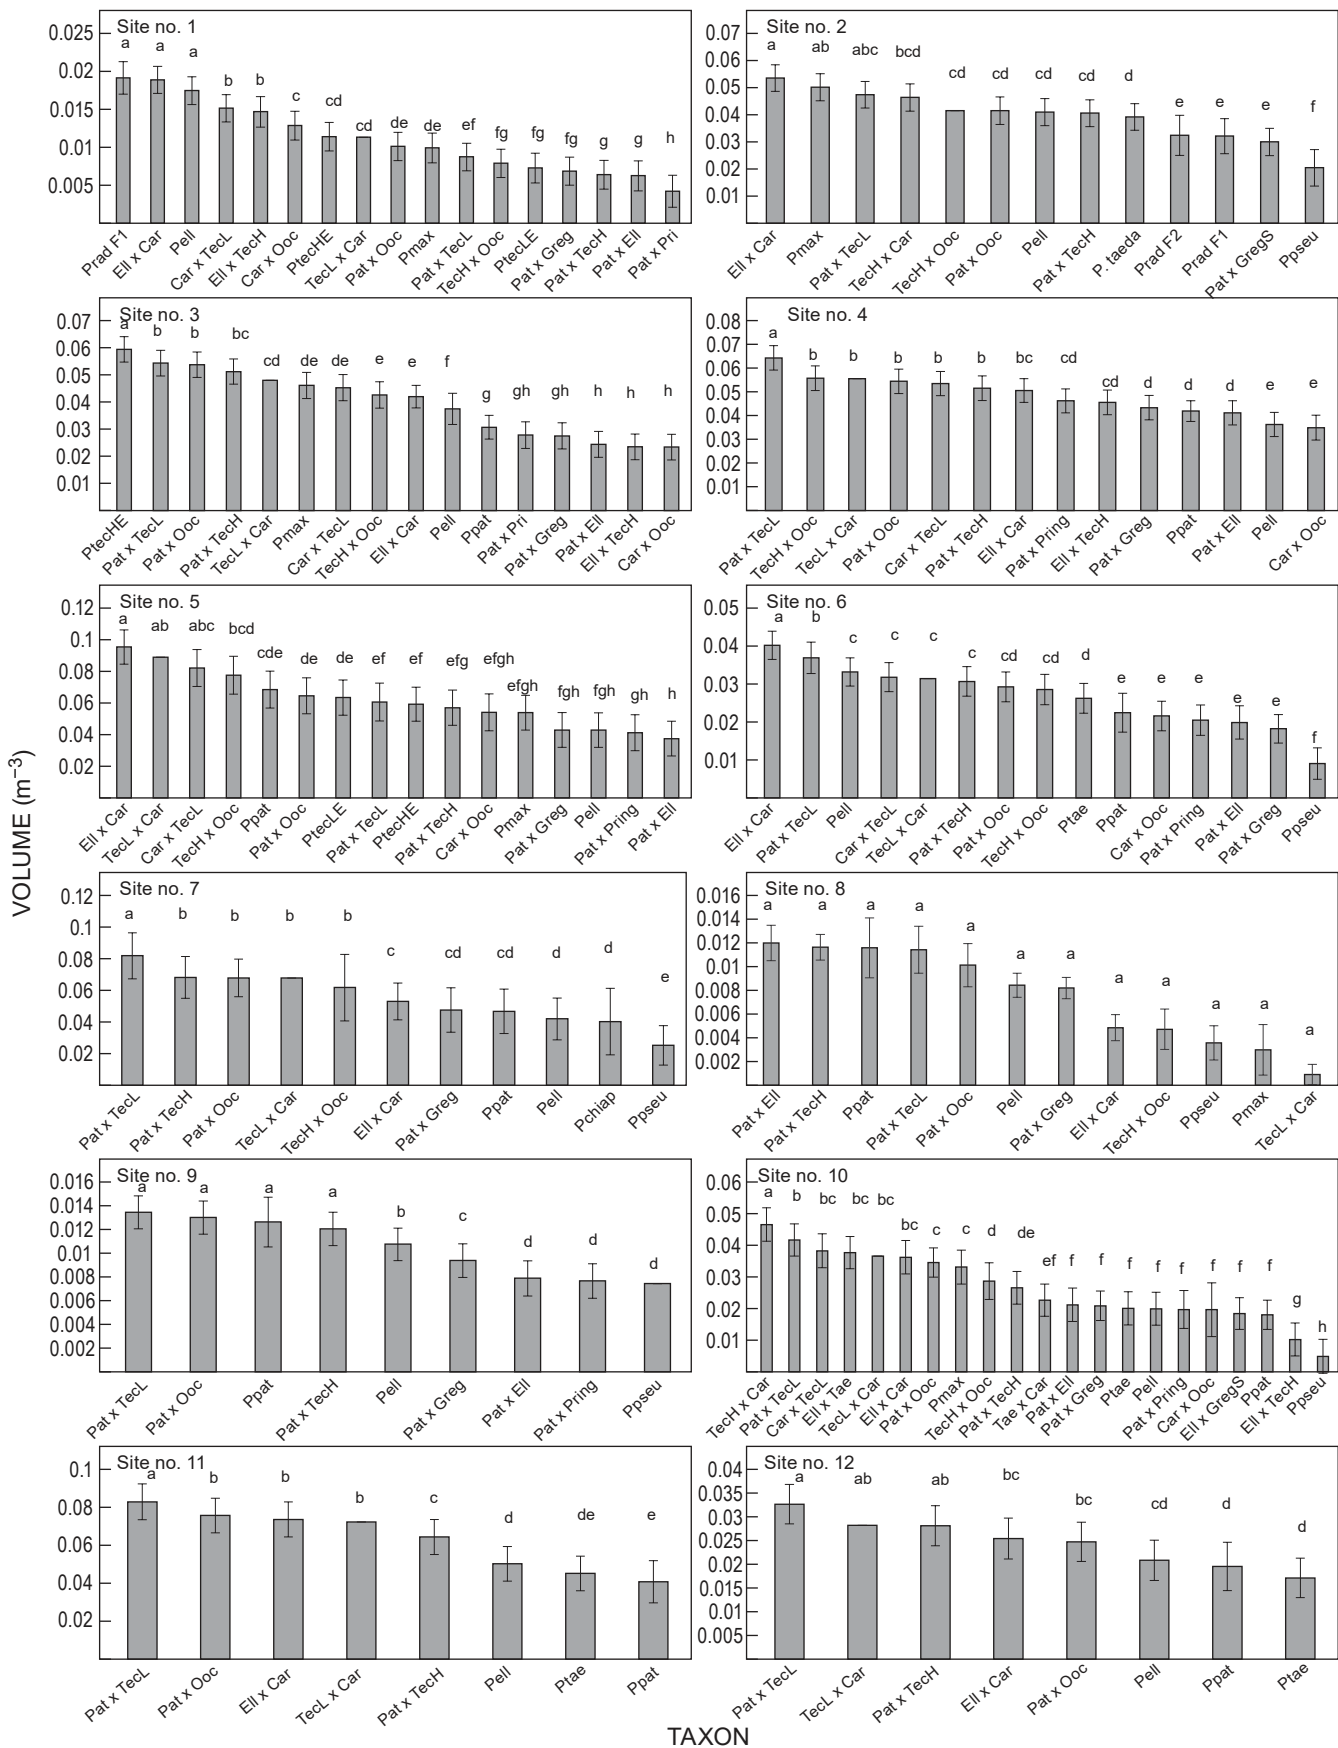 Site no. 1
0.025
0.02
0.015
0.01
0.005
a a a b b c cd cd de de ef fg fg fg g g h
Prad F1 Ell x Car Pell Car x TecL Ell x TecH Car x Ooc PtecHE TecL x Car Pat x Ooc Pmax Pat x TecL TecH x Ooc PtecLE Pat x Greg Pat x TecH Pat x Ell Pat x Pri
Site no. 2
0.07
0.06
0.05
0.04
0.03
0.02
0.01
a ab abc bcd cd cd cd cd d e e e f
Ell x Car Pmax Pat x TecL TecH x Car TecH x Ooc Pat x Ooc Pell Pat x TecH P. taeda Prad F2 Prad F1 Pat x GregS Ppseu
Site no. 3
0.07
0.06
0.05
0.04
0.03
0.02
0.01
a b b bc cd de de e e f g gh gh h h h
PtecHE Pat x TecL Pat x Ooc Pat x TecH TecL x Car Pmax Car x TecL TecH x Ooc Ell x Car Pell Ppat Pat x Pri Pat x Greg Pat x Ell Ell x TecH Car x Ooc
Site no. 4
0.08
0.07
0.06
0.05
0.04
0.03
0.02
0.01
a b b b b b bc cd cd d d d e e
Pat x TecL TecH x Ooc TecL x Car Pat x Ooc Car x TecL Pat x TecH Ell x Car Pat x Pring Ell x TecH Pat x Greg Ppat Pat x Ell Pell Car x Ooc
Site no. 5
0.12
0.1
0.08
0.06
0.04
0.02
a ab abc bcd cde de de ef ef efg efgh efgh fgh fgh gh h
Ell x Car TecL x Car Car x TecL TecH x Ooc Ppat Pat x Ooc PtecLE Pat x TecL PtecHE Pat x TecH Car x Ooc Pmax Pat x Greg Pell Pat x Pring Pat x Ell
Site no. 6
0.05
0.04
0.03
0.02
0.01
a b c c c c cd cd d e e e e e f
Ell x Car Pat x TecL Pell Car x TecL TecL x Car Pat x TecH Pat x Ooc TecH x Ooc Ptae Ppat Car x Ooc Pat x Pring Pat x Ell Pat x Greg Ppseu
VOLUME (m−3)
Site no. 7
0.12
0.1
0.08
0.06
0.04
0.02
a b b b b c cd cd d d e
Pat x TecL Pat x TecH Pat x Ooc TecL x Car TecH x Ooc Ell x Car Pat x Greg Ppat Pell Pchiap Ppseu
Site no. 8
0.016
0.014
0.012
0.01
0.008
0.006
0.004
0.002
a a a a a a a a a a a a
Pat x Ell Pat x TecH Ppat Pat x TecL Pat x Ooc Pell Pat x Greg Ell x Car TecH x Ooc Ppseu Pmax TecL x Car
Site no. 9
0.016
0.014
0.012
0.01
0.008
0.006
0.004
0.002
a a a a b c d d d
Pat x TecL Pat x Ooc Ppat Pat x TecH Pell Pat x Greg Pat x Ell Pat x Pring Ppseu
Site no. 10
0.06
0.05
0.04
0.03
0.02
0.01
a b bc bc bc bc c c d de ef f f f f f f f f g h
TecH x Car Pat x TecL Car x TecL Ell x Tae TecL x Car Ell x Car Pat x Ooc Pmax TecH x Ooc Pat x TecH Tae x Car Pat x Ell Pat x Greg Ptae Pell Pat x Pring Car x Ooc Ell x GregS Ppat Ell x TecH Ppseu
Site no. 11
0.1
0.08
0.06
0.04
0.02
a b b b c d de e
Pat x TecL Pat x Ooc Ell x Car TecL x Car Pat x TecH Pell Ptae Ppat
Site no. 12
0.04
0.035
0.03
0.025
0.02
0.015
0.01
0.005
a ab ab bc bc cd d d
Pat x TecL TecL x Car Pat x TecH Ell x Car Pat x Ooc Pell Ppat Ptae
TAXON